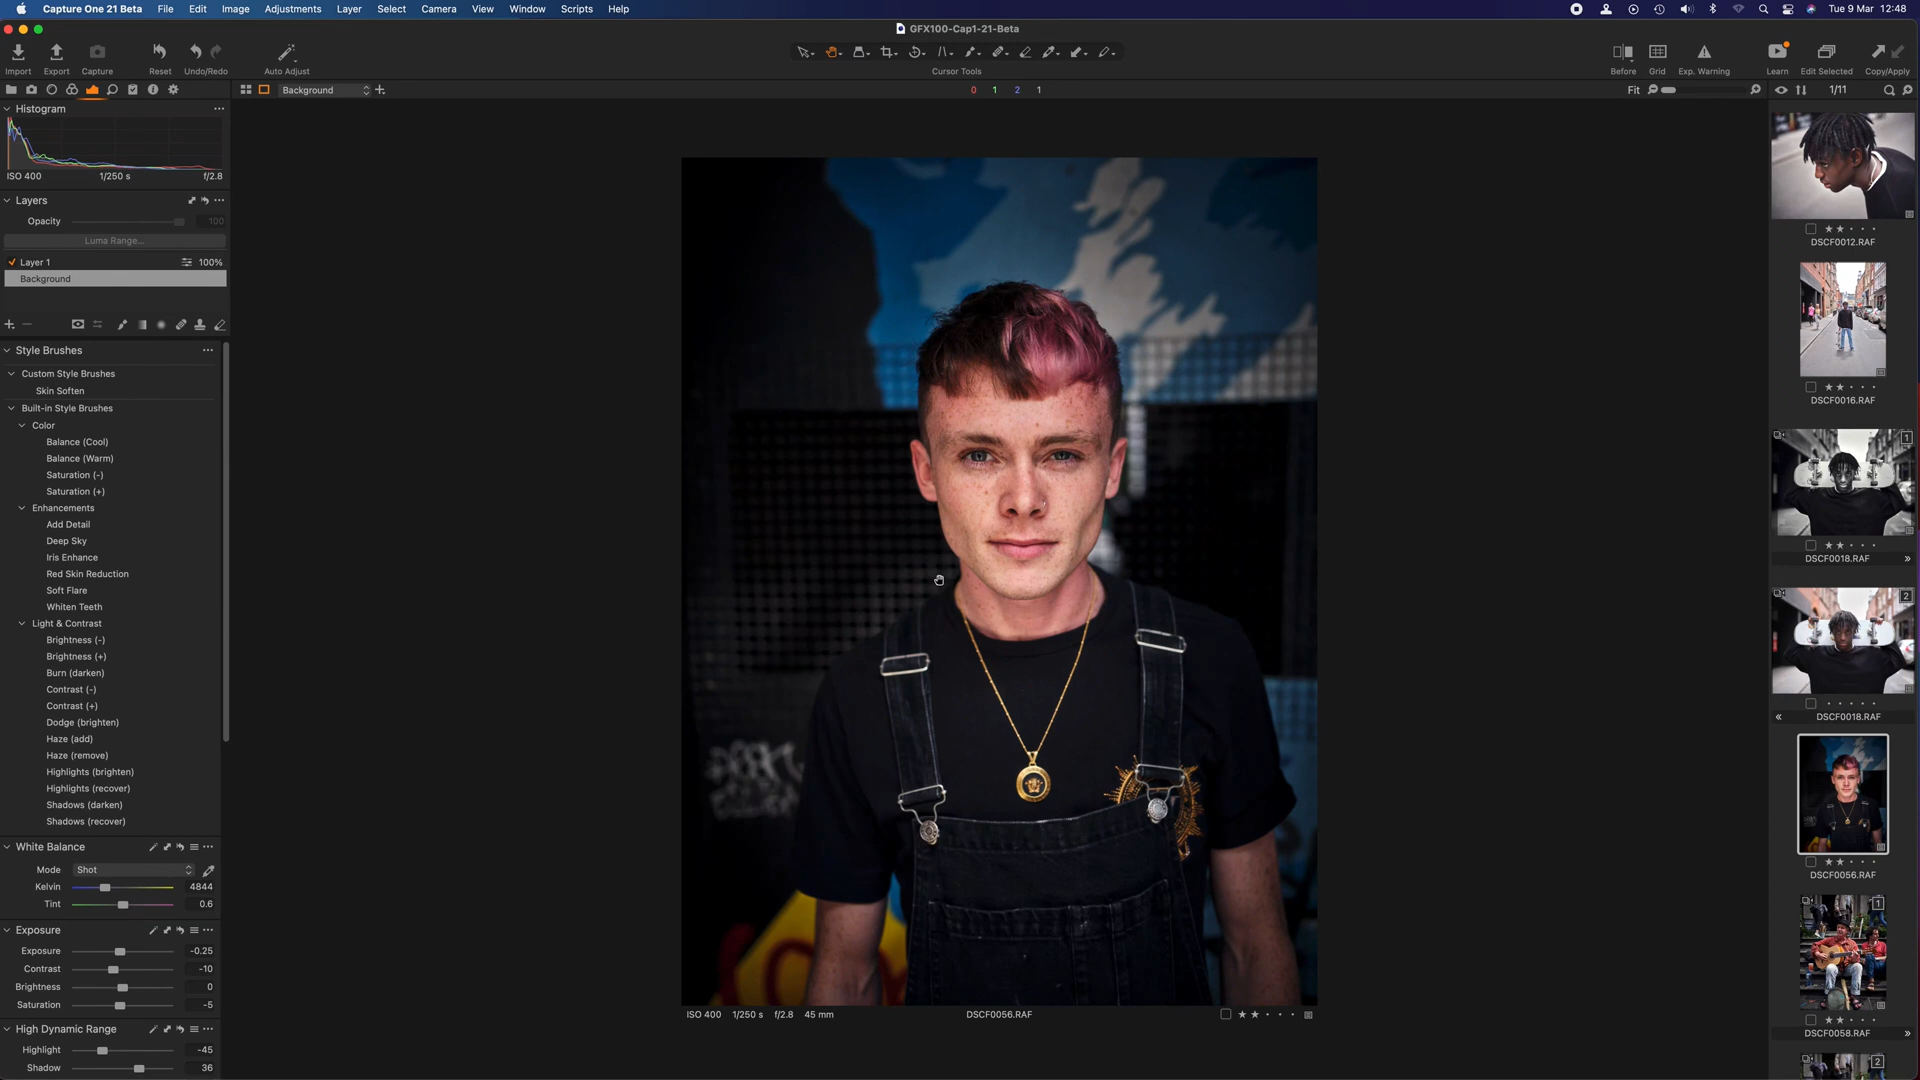 Capture One 21 Beta File Edit Image Adjustments Layer Select Camera View Window Scripts Help Tue 9 Mar 12:48
GFX100-Cap1-21-Beta
Import Export Capture Reset Undo/Redo Auto Adjust Cursor Tools Before Grid Exp. Warning Learn Edit Selected Copy/Apply
Background 0 1 2 1 Fit 1/11
Histogram
ISO 400 1/250 s f/2.8
Layers
Opacity 100
Luma Range...
Layer 1 100%
Background
Style Brushes
Custom Style Brushes
Skin Soften
Built-in Style Brushes
Color
Balance (Cool)
Balance (Warm)
Saturation (-)
Saturation (+)
Enhancements
Add Detail
Deep Sky
Iris Enhance
Red Skin Reduction
Soft Flare
Whiten Teeth
Light & Contrast
Brightness (-)
Brightness (+)
Burn (darken)
Contrast (-)
Contrast (+)
Dodge (brighten)
Haze (add)
Haze (remove)
Highlights (brighten)
Highlights (recover)
Shadows (darken)
Shadows (recover)
White Balance
Mode Shot
Kelvin 4844
Tint 0.6
Exposure
Exposure -0.25
Contrast -10
Brightness 0
Saturation -5
High Dynamic Range
Highlight -45
Shadow 36
ISO 400 1/250 s f/2.8 45 mm DSCF0056.RAF
DSCF0012.RAF
DSCF0016.RAF
1
DSCF0018.RAF
2
DSCF0018.RAF
DSCF0056.RAF
1
DSCF0058.RAF
2